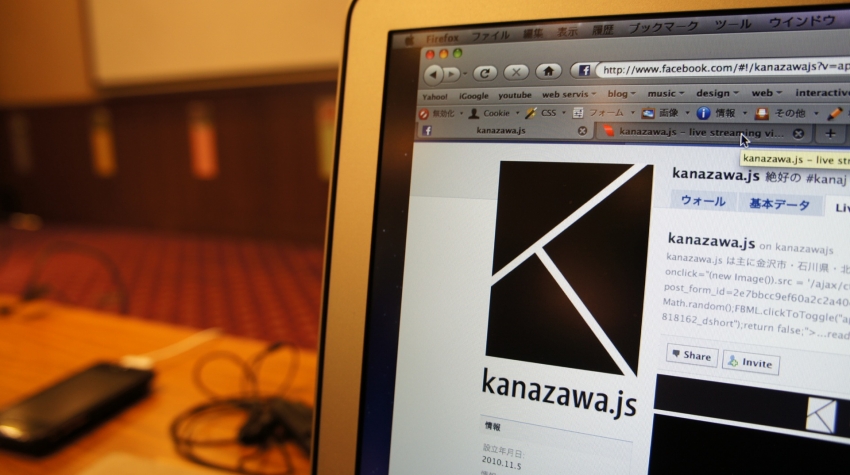 Firefox ファイル 編集 表示 履歴 ブックマーク ツール ウインドウ
http://www.facebook.com/#!/kanazawajs?v=ap
Yahoo! iGoogle youtube web servis blog music design web interactiv
無効化 Cookie CSS フォーム 画像 情報 その他
kanazawa.js
kanazawa.js – live streaming vi...
kanazawa.js – live str
kanazawa.js 絶好の #kanaj
ウォール 基本データ Li
kanazawa.js on kanazawajs
kanazawa.js は主に金沢市・石川県・北
onclick="(new Image()).src = '/ajax/c
post_form_id=2e7bbcc9ef60a2c2a40
Math.random();FBML.clickToToggle("a
818162_dshort");return false;">...read
Share Invite
kanazawa.js
情報
設立年月日:
2010.11.5